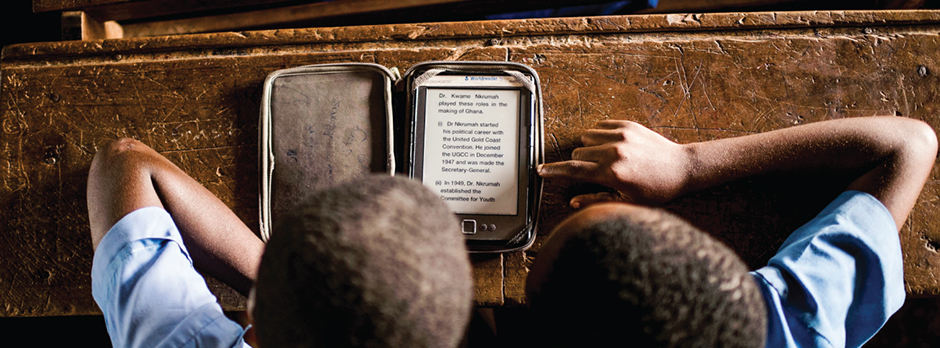 Worldreader
Dr. Kwame Nkrumah
played these roles in the
making of Ghana.
(i) Dr Nkrumah started
his political career with
the United Gold Coast
Convention. He joined
the UGCC in December
1947 and was made the
Secretary-General.
(ii) In 1949, Dr. Nkrumah
established the
Committee for Youth